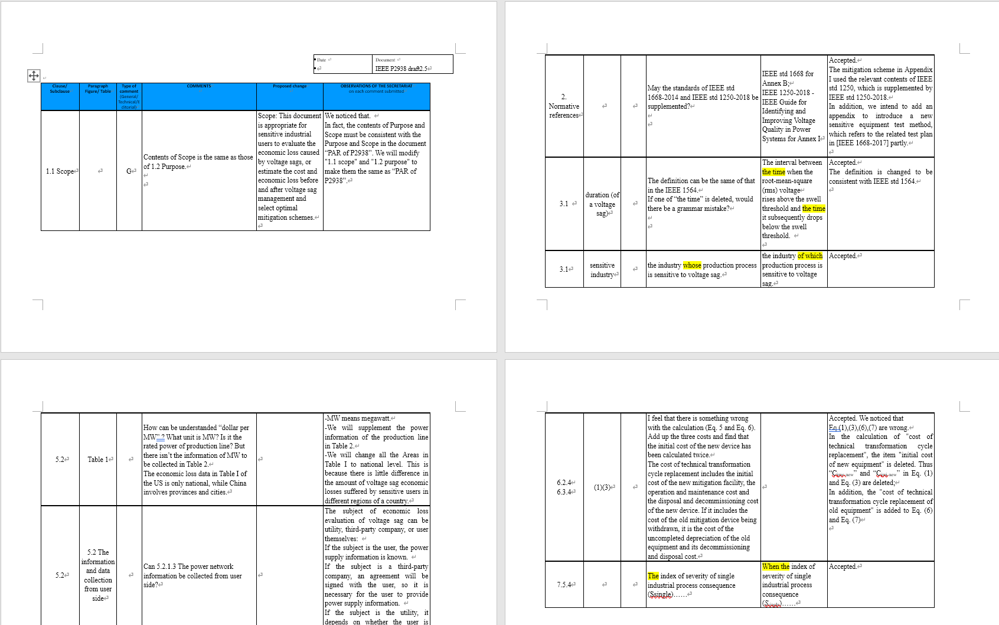 Date
Document
IEEE P2938 draft2.5
Clause/
Subclause
Paragraph
Figure/ Table
Type of
comment
(General/
Technical/E
ditorial)
COMMENTS
Proposed change
OBSERVATIONS OF THE SECRETARIAT
on each comment submitted
1.1 Scope
G
Contents of Scope is the same as those
of 1.2 Purpose.
Scope: This document
is appropriate for
sensitive industrial
users to evaluate the
economic loss caused
by voltage sags, or
estimate the cost and
economic loss before
and after voltage sag
management and
select optimal
mitigation schemes.
We noticed that.
In fact, the contents of Purpose and
Scope must be consistent with the
Purpose and Scope in the document
“PAR of P2938”. We will modify
"1.1 scope" and "1.2 purpose" to
make them the same as “PAR of
P2938”.
2.
Normative
references
May the standards of IEEE std
1668-2014 and IEEE std 1250-2018 be
supplemented?
IEEE std 1668 for
Annex B;
IEEE 1250-2018 -
IEEE Guide for
Identifying and
Improving Voltage
Quality in Power
Systems for Annex I
Accepted.
The mitigation scheme in Appendix
I used the relevant contents of IEEE
std 1250, which is supplemented by
IEEE std 1250-2018.
In addition, we intend to add an
appendix to introduce a new
sensitive equipment test method,
which refers to the related test plan
in [IEEE 1668-2017] partly.
3.1
duration (of
a voltage
sag)
The definition can be the same of that
in the IEEE 1564.
If one of “the time” is deleted, would
there be a grammar mistake?
The interval between
the time when the
root-mean-square
(rms) voltage
rises above the swell
threshold and the time
it subsequently drops
below the swell
threshold.
Accepted.
The definition is changed to be
consistent with IEEE std 1564.
3.1
sensitive
industry
the industry whose production process
is sensitive to voltage sag.
the industry of which
production process is
sensitive to voltage
sag.
Accepted.
5.2
Table 1
How can be understanded “dollar per
MW” ? What unit is MW? Is it the
rated power of production line? But
there isn’t the information of MW to
be collected in Table 2.
The economic loss data in Table I of
the US is only national, while China
involves provinces and cities.
-MW means megawatt.
-We will supplement the power
information of the production line
in Table 2.
-We will change all the Areas in
Table I to national level. This is
because there is little difference in
the amount of voltage sag economic
losses suffered by sensitive users in
different regions of a country.
5.2
5.2 The
information
and data
collection
from user
side
Can 5.2.1.3 The power network
information be collected from user
side?
The subject of economic loss
evaluation of voltage sag can be
utility, third-party company, or user
themselves:
If the subject is the user, the power
supply information is known.
If the subject is a third-party
company, an agreement will be
signed with the user, so it is
necessary for the user to provide
power supply information.
If the subject is the utility, it
depends on whether the user is
6.2.4
6.3.4
(1)(3)
I feel that there is something wrong
with the calculation (Eq. 5 and Eq. 6).
Add up the three costs and find that
the initial cost of the new device has
been calculated twice.
The cost of technical transformation
cycle replacement includes the initial
cost of the new mitigation facility, the
operation and maintenance cost and
the disposal and decommissioning cost
of the new device. If it includes the
cost of the old mitigation device being
withdrawn, it is the cost of the
uncompleted depreciation of the old
equipment and its decommissioning
and disposal cost.
Accepted. We noticed that
Eq.(1),(3),(6),(7) are wrong.
In the calculation of "cost of
technical transformation cycle
replacement", the item "initial cost
of new equipment" is deleted. Thus
and in Eq. (1)
and Eq. (3) are deleted;
In addition, the "cost of technical
transformation cycle replacement of
old equipment" is added to Eq. (6)
and Eq. (7)
7.5.4
The index of severity of single
industrial process consequence
(Ssingle)……
When the index of
severity of single
industrial process
consequence
(Ssingle)……
Accepted.